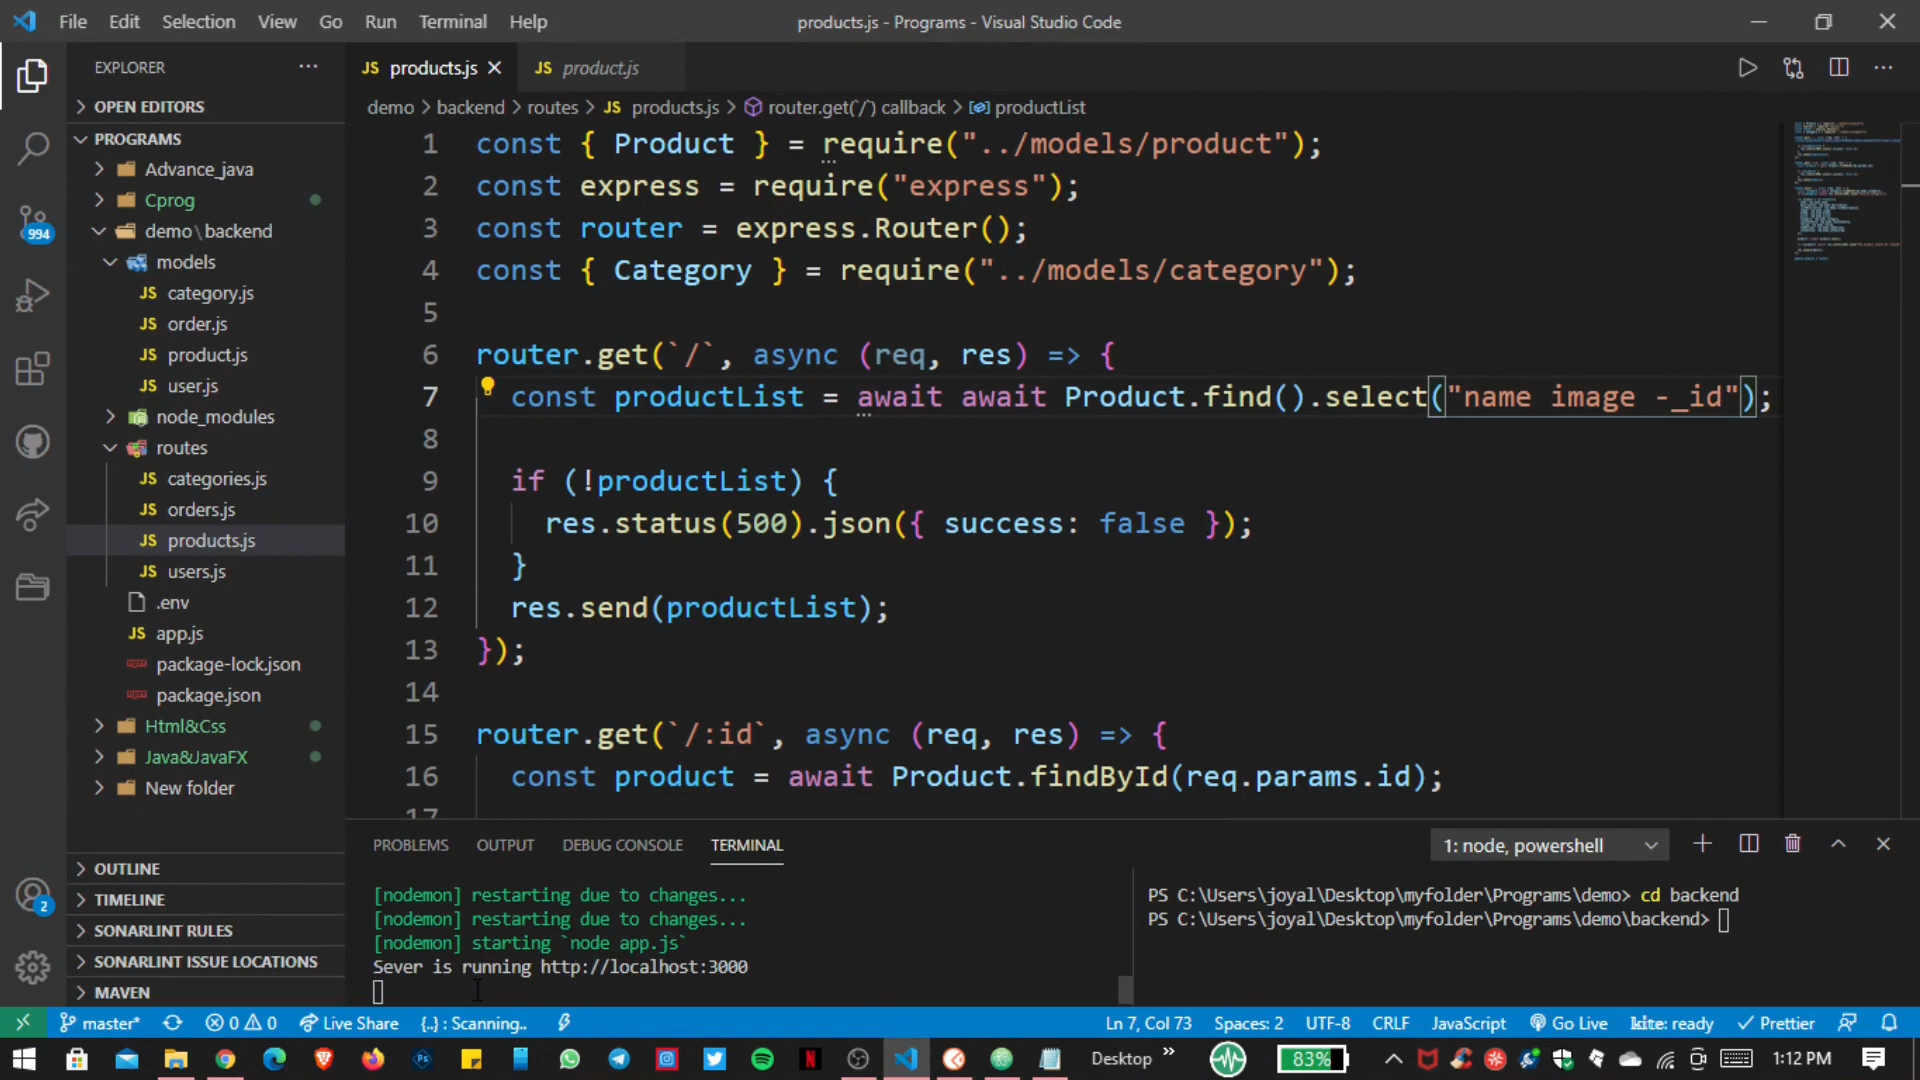 File Edit Selection View Go Run Terminal Help
products.js - Programs - Visual Studio Code
EXPLORER
OPEN EDITORS
PROGRAMS
Advance_java
Cprog
demo\backend
models
category.js
order.js
product.js
user.js
node_modules
routes
categories.js
orders.js
products.js
users.js
.env
app.js
package-lock.json
package.json
Html&Css
Java&JavaFX
New folder
OUTLINE
TIMELINE
SONARLINT RULES
SONARLINT ISSUE LOCATIONS
MAVEN
994
2
JS products.js
JS product.js
demo > backend > routes > JS products.js > router.get('/') callback > productList
1 const { Product } = require("../models/product");
2 const express = require("express");
3 const router = express.Router();
4 const { Category } = require("../models/category");
5
6 router.get(`/`, async (req, res) => {
7 const productList = await await Product.find().select("name image -_id");
8
9 if (!productList) {
10 res.status(500).json({ success: false });
11 }
12 res.send(productList);
13 });
14
15 router.get(`/:id`, async (req, res) => {
16 const product = await Product.findById(req.params.id);
17
PROBLEMS OUTPUT DEBUG CONSOLE TERMINAL
1: node, powershell
[nodemon] restarting due to changes...
[nodemon] restarting due to changes...
[nodemon] starting `node app.js`
Sever is running http://localhost:3000
PS C:\Users\joyal\Desktop\myfolder\Programs\demo> cd backend
PS C:\Users\joyal\Desktop\myfolder\Programs\demo\backend>
master* 0 0 Live Share {..} : Scanning..
Ln 7, Col 73 Spaces: 2 UTF-8 CRLF JavaScript Go Live kite: ready Prettier
Desktop 83% 1:12 PM